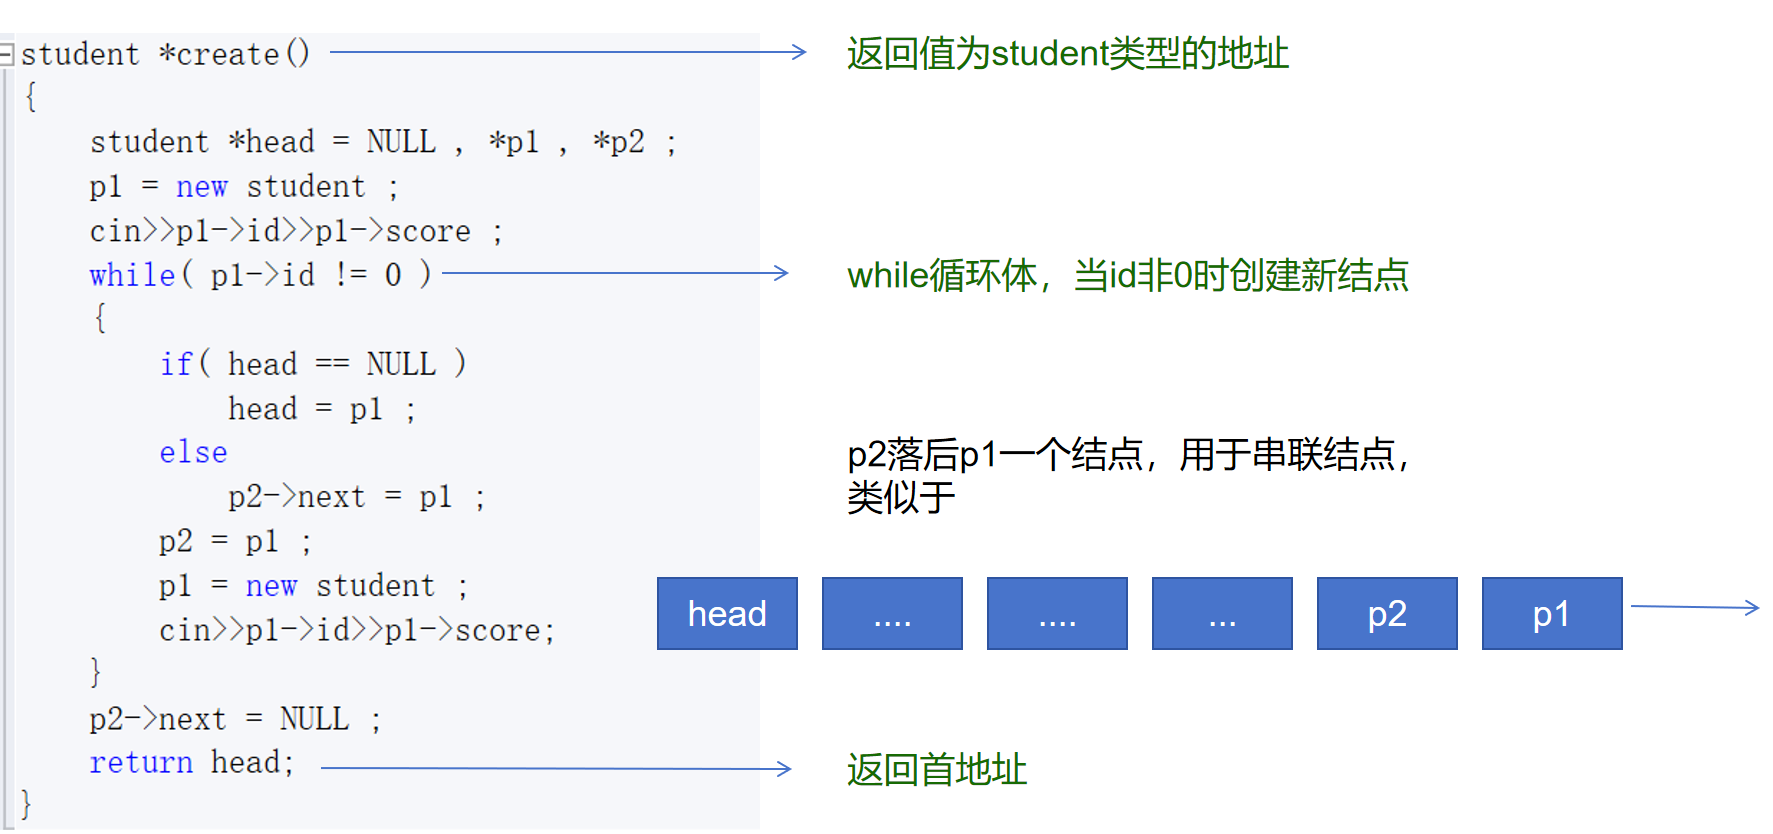 student *create()
返回值为student类型的地址
{
student *head = NULL , *p1 , *p2 ;
p1 = new student ;
cin>>p1->id>>p1->score ;
while( p1->id != 0 )
while循环体，当id非0时创建新结点
{
if( head == NULL )
head = p1 ;
else
p2->next = p1 ;
p2落后p1一个结点，用于串联结点，
类似于
p2 = p1 ;
p1 = new student ;
cin>>p1->id>>p1->score;
head
....
....
...
p2
p1
}
p2->next = NULL ;
return head;
返回首地址
}